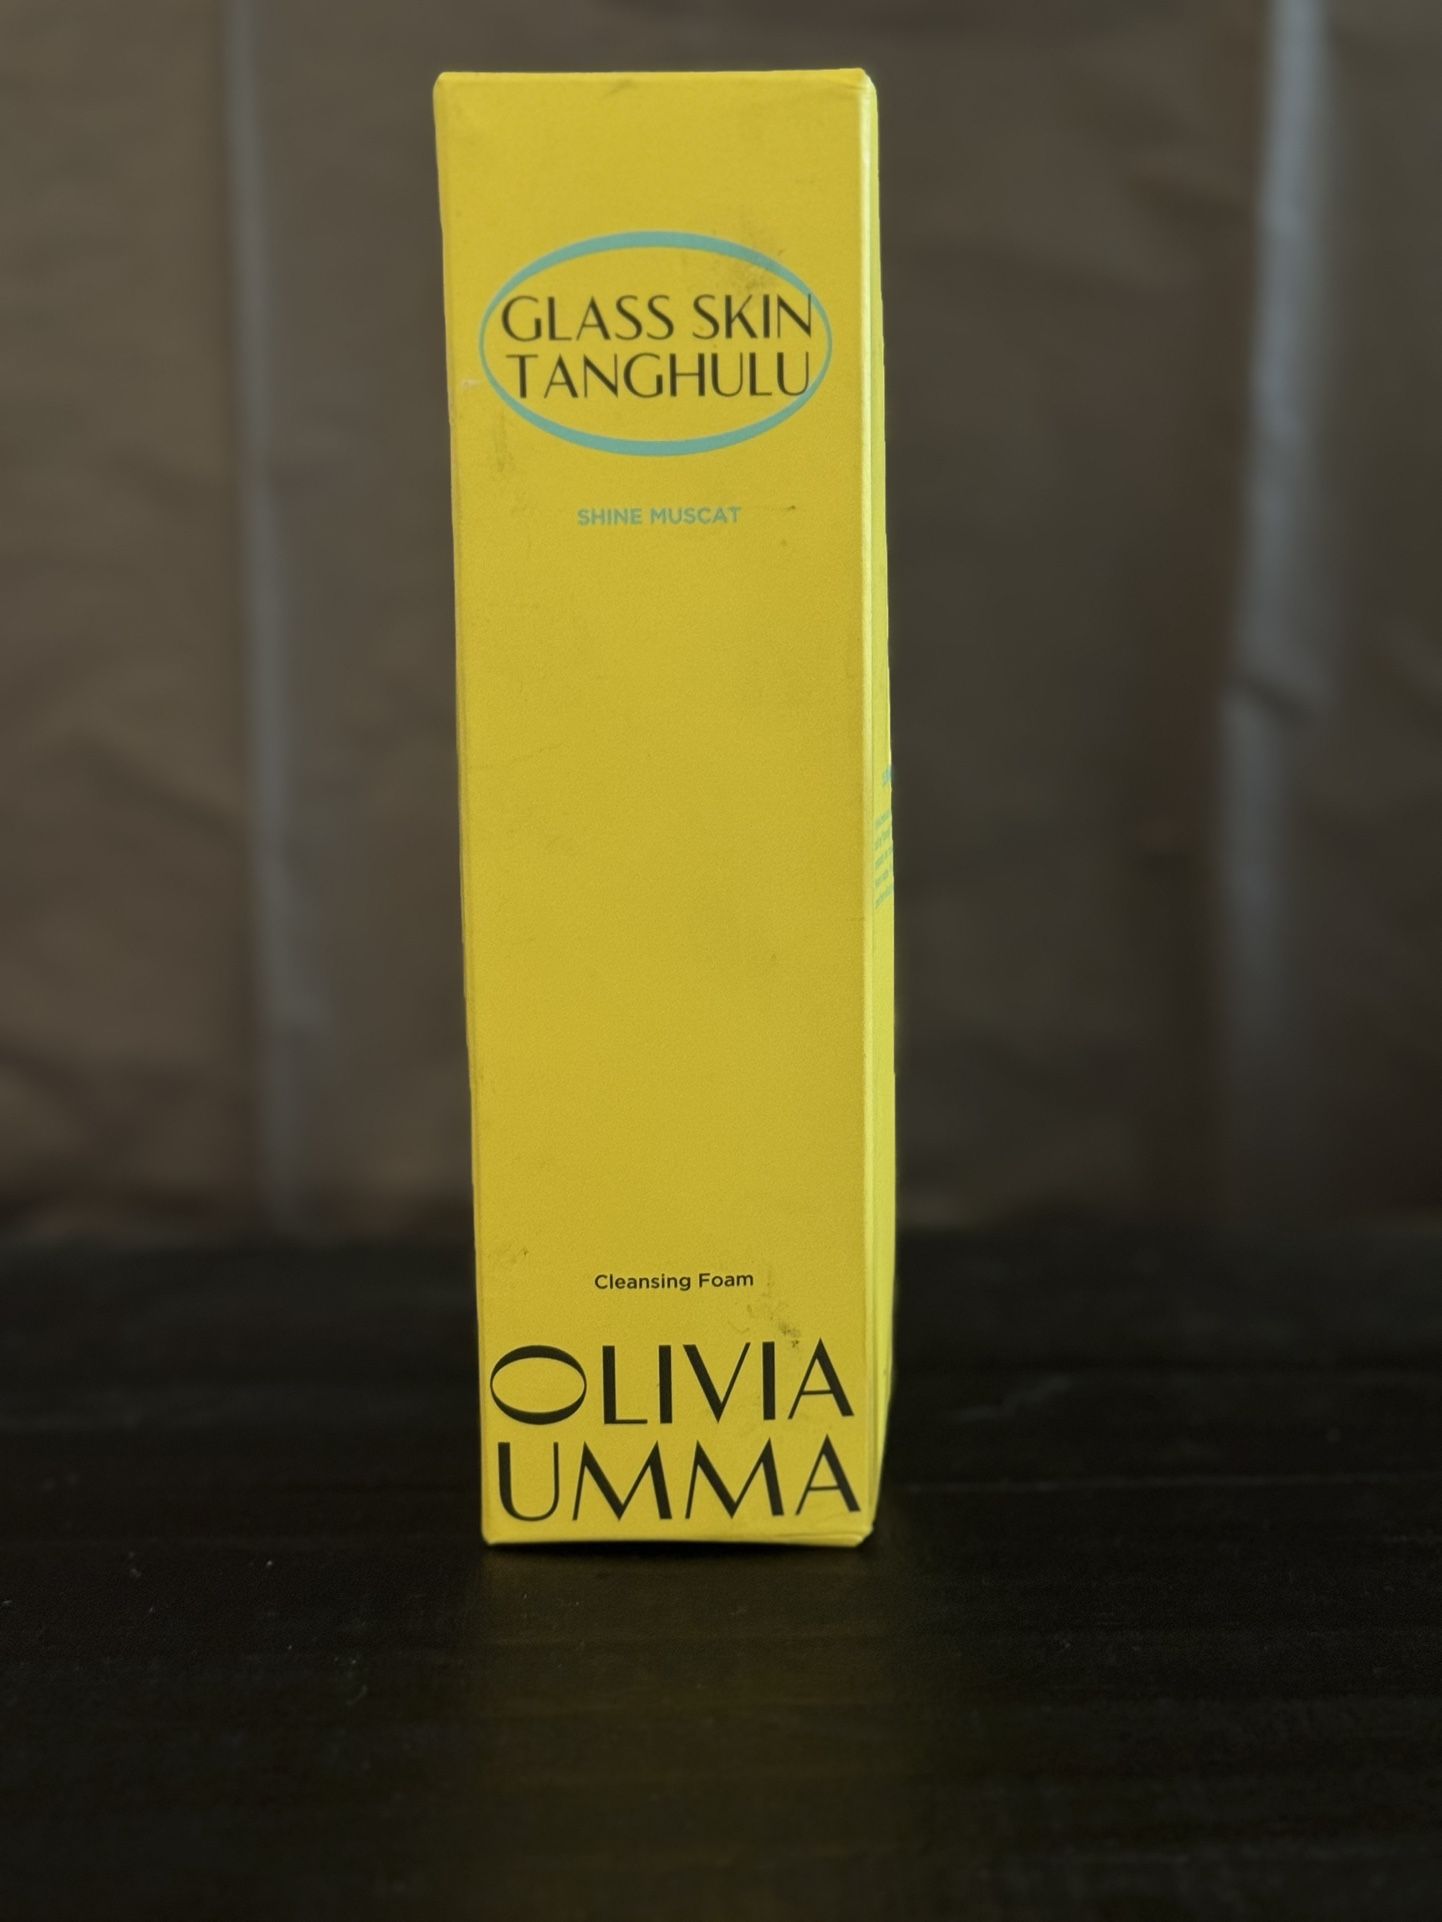 GLASS SKIN
TANGHULU
SHINE MUSCAT
Cleansing Foam
OLIVIA
UMMA